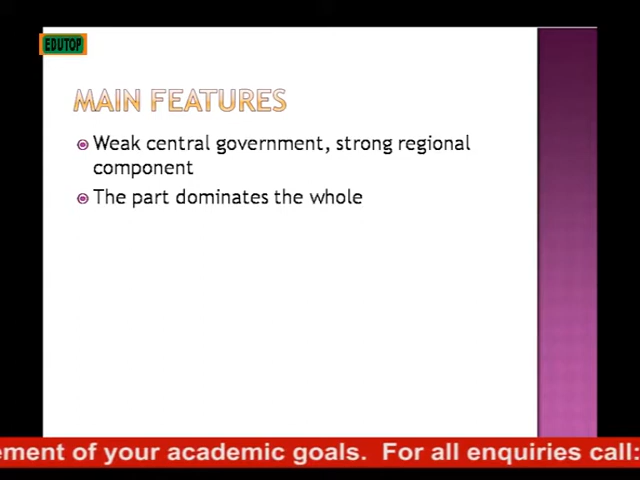 EDUTOP
MAIN FEATURES
Weak central government, strong regional
component
The part dominates the whole
ement of your academic goals. For all enquiries call: